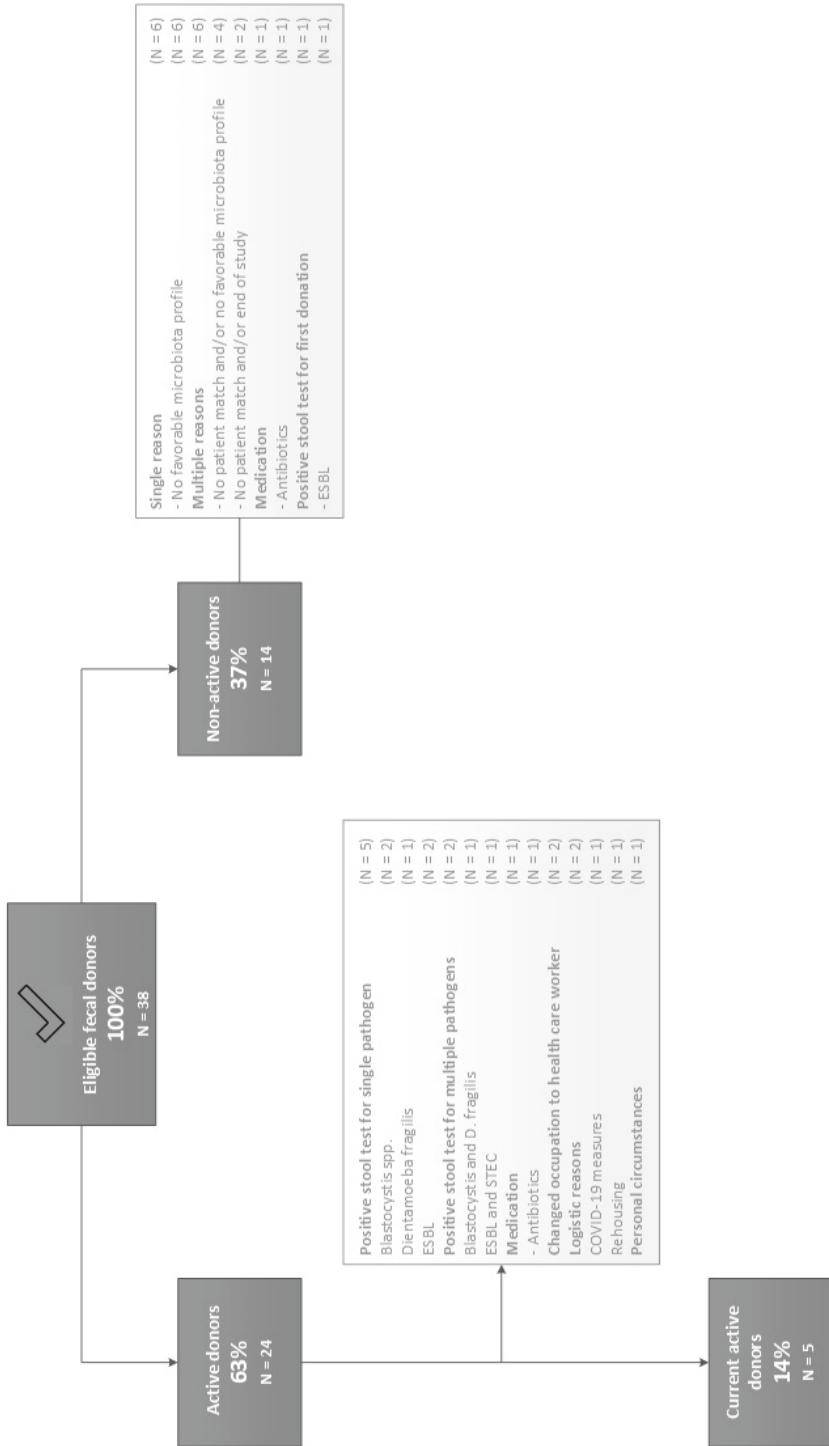 Eligible fecal donors
100%
N = 38
Active donors
63%
N = 24
Non-active donors
37%
N = 14
Single reason (N = 6)
- No favorable microbiota profile (N = 6)
Multiple reasons (N = 6)
- No patient match and/or no favorable microbiota profile (N = 4)
- No patient match and/or end of study (N = 2)
Medication (N = 1)
- Antibiotics (N = 1)
Positive stool test for first donation (N = 1)
- ESBL (N = 1)
Positive stool test for single pathogen (N = 5)
Blastocystis spp. (N = 2)
Dientamoeba fragilis (N = 1)
ESBL (N = 2)
Positive stool test for multiple pathogens (N = 2)
Blastocystis and D. fragilis (N = 1)
ESBL and STEC (N = 1)
Medication (N = 1)
- Antibiotics (N = 1)
Changed occupation to health care worker (N = 2)
Logistic reasons (N = 2)
COVID-19 measures (N = 1)
Rehousing (N = 1)
Personal circumstances (N = 1)
Current active
donors
14%
N = 5